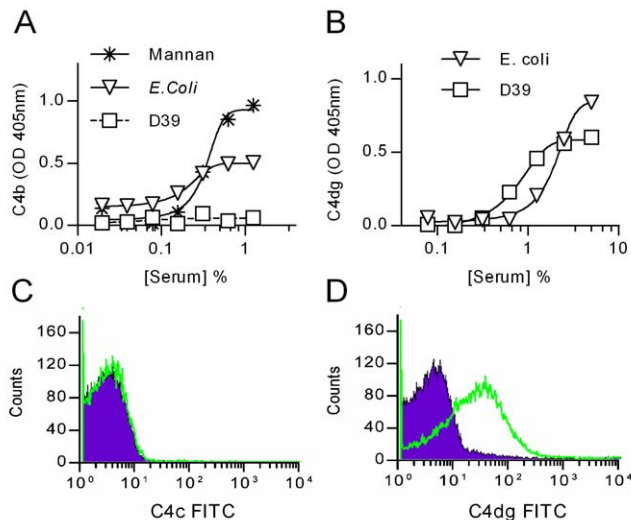 A
Mannan
E.Coli
D39
C4b (OD 405nm)
1.0
0.5
0.0
0.01
0.1
1
[Serum] %
B
E. coli
D39
C4dg (OD 405nm)
1.0
0.5
0.0
0.1
1
10
[Serum] %
C
Counts
160
120
80
40
0
10⁰
10¹
10²
10³
10⁴
C4c FITC
D
Counts
160
120
80
40
0
10⁰
10¹
10²
10³
10⁴
C4dg FITC